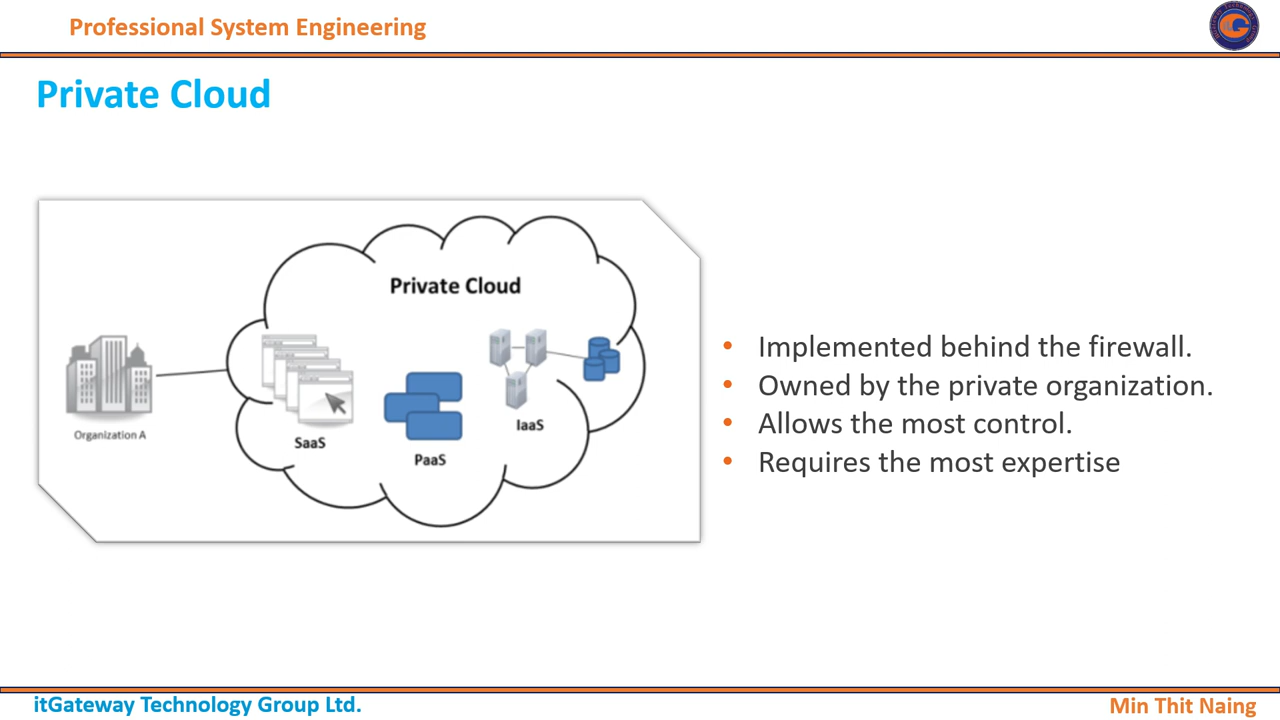 Professional System Engineering
Private Cloud
Private Cloud
Organization A
SaaS
PaaS
IaaS
• Implemented behind the firewall.
• Owned by the private organization.
• Allows the most control.
• Requires the most expertise
itGateway Technology Group Ltd.
Min Thit Naing